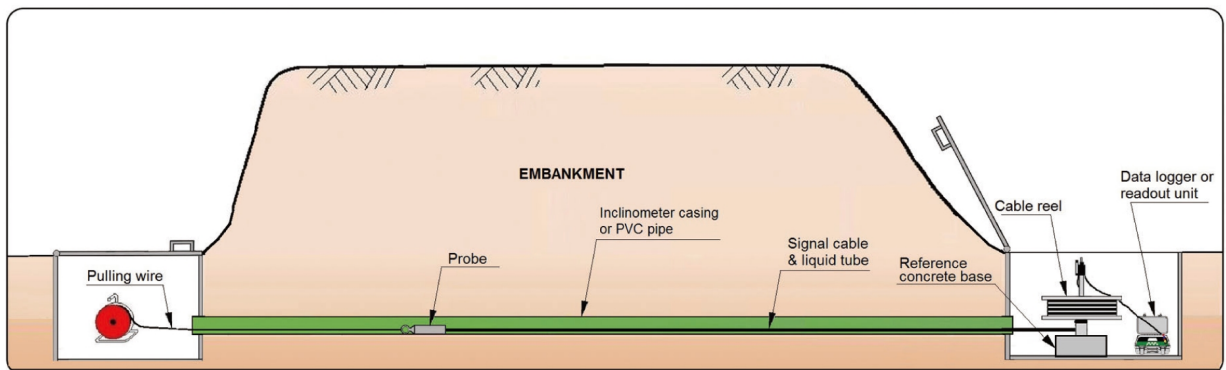 EMBANKMENT
Data logger or
readout unit
Cable reel
Inclinometer casing
or PVC pipe
Signal cable
& liquid tube
Reference
concrete base
Probe
Pulling wire